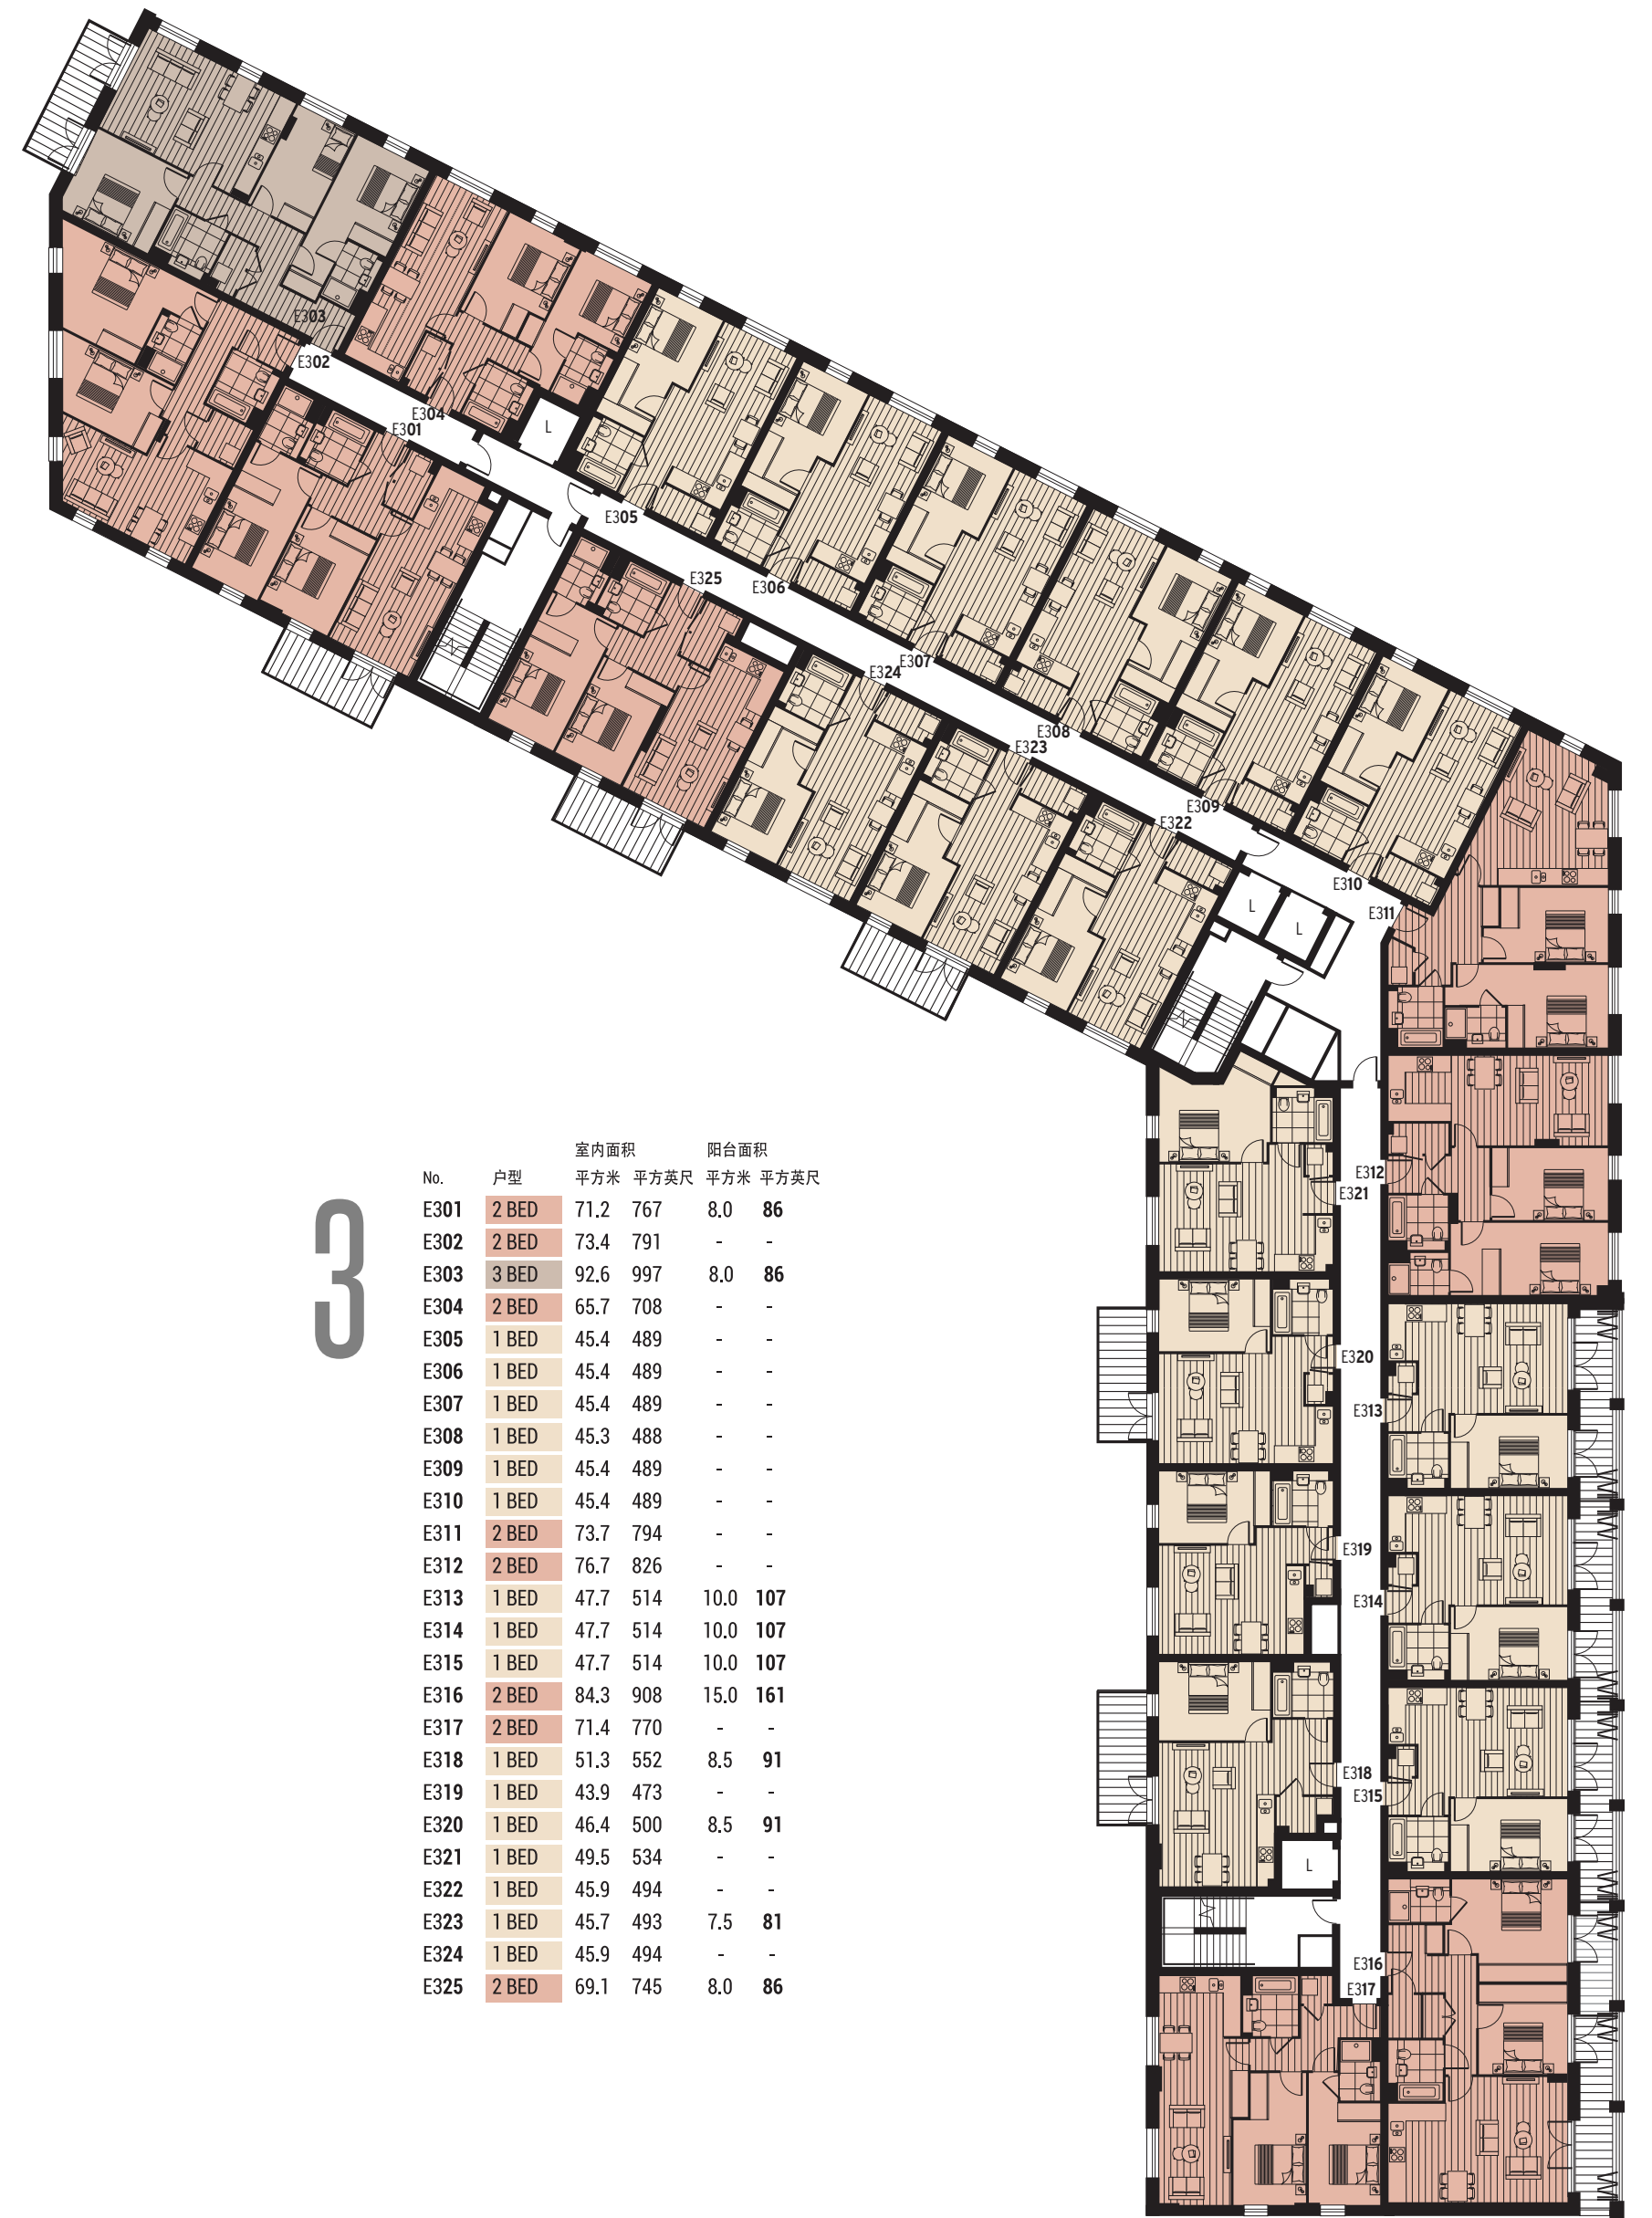 E303
E302
E304
E301
L
E305
E325
E306
E307
E324
E308
E323
E309
E322
E310
E311
L
L
E312
E321
E320
E313
E319
E314
E318
E315
L
E316
E317
3
室内面积 阳台面积
No. 户型 平方米 平方英尺 平方米 平方英尺
E301 2 BED 71.2 767 8.0 86
E302 2 BED 73.4 791 - -
E303 3 BED 92.6 997 8.0 86
E304 2 BED 65.7 708 - -
E305 1 BED 45.4 489 - -
E306 1 BED 45.4 489 - -
E307 1 BED 45.4 489 - -
E308 1 BED 45.3 488 - -
E309 1 BED 45.4 489 - -
E310 1 BED 45.4 489 - -
E311 2 BED 73.7 794 - -
E312 2 BED 76.7 826 - -
E313 1 BED 47.7 514 10.0 107
E314 1 BED 47.7 514 10.0 107
E315 1 BED 47.7 514 10.0 107
E316 2 BED 84.3 908 15.0 161
E317 2 BED 71.4 770 - -
E318 1 BED 51.3 552 8.5 91
E319 1 BED 43.9 473 - -
E320 1 BED 46.4 500 8.5 91
E321 1 BED 49.5 534 - -
E322 1 BED 45.9 494 - -
E323 1 BED 45.7 493 7.5 81
E324 1 BED 45.9 494 - -
E325 2 BED 69.1 745 8.0 86